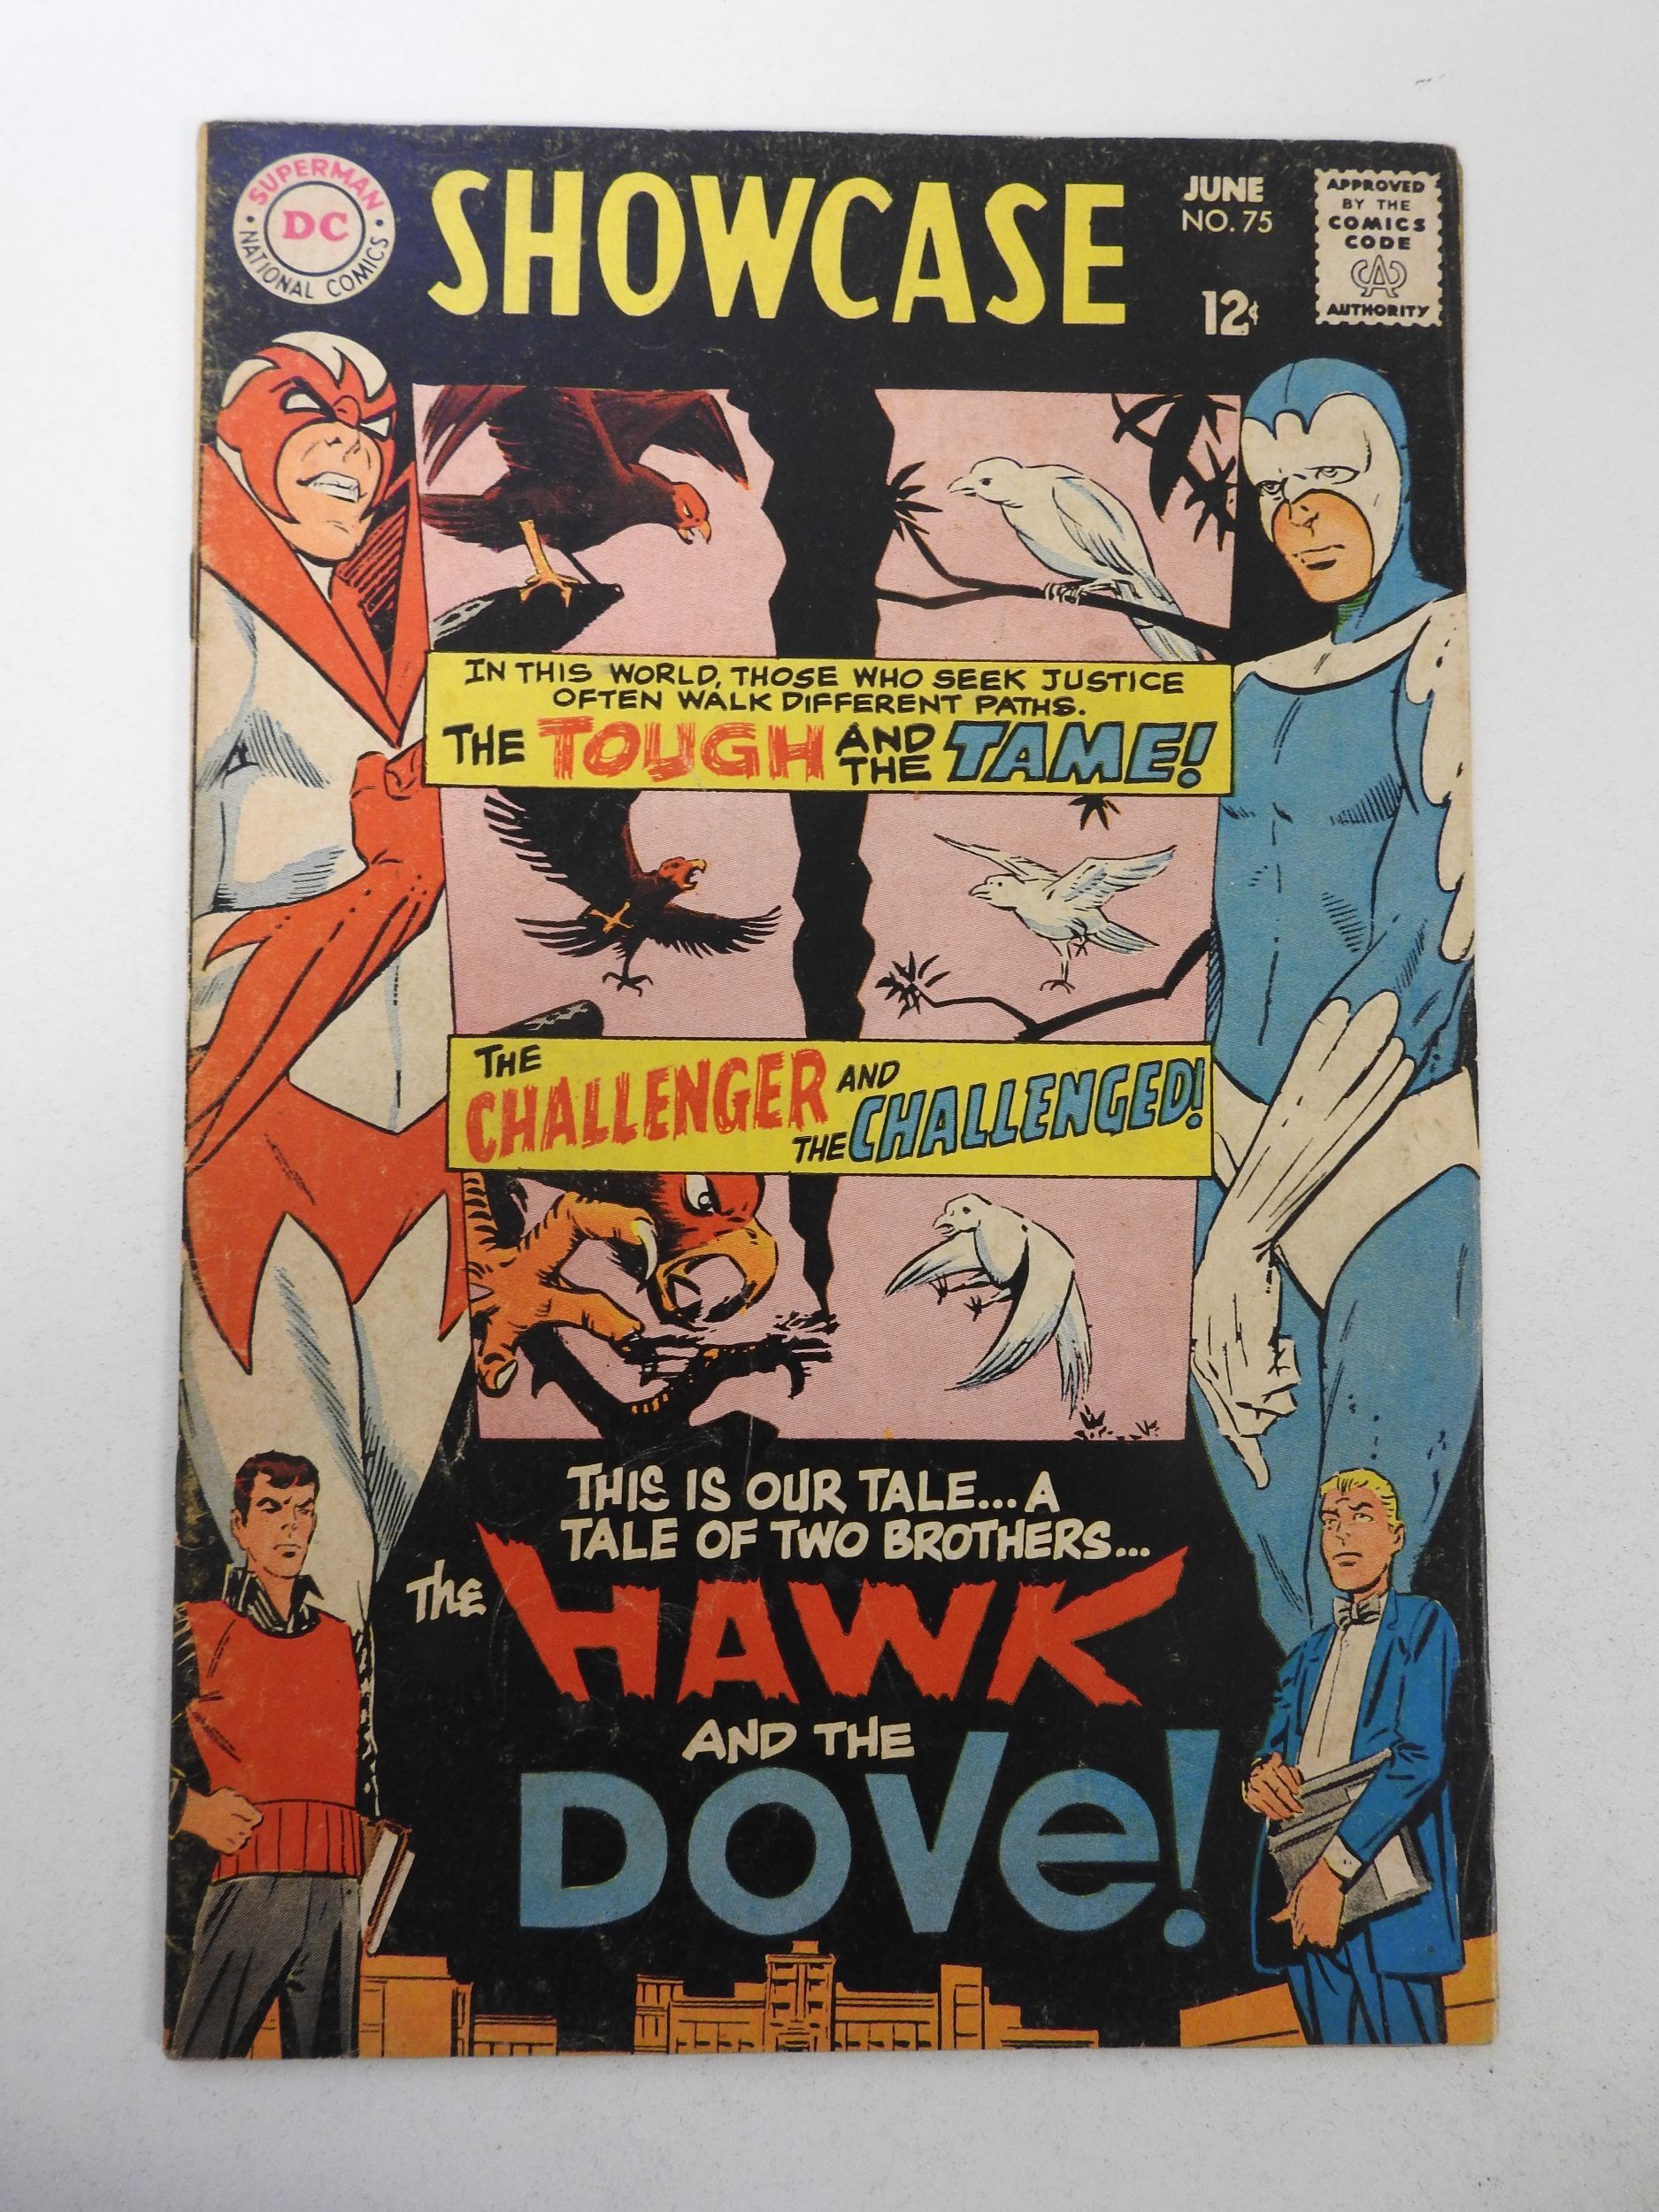 SUPERMAN
DC
NATIONAL COMICS
SHOWCASE
JUNE
NO. 75
12¢
APPROVED
BY THE
COMICS
CODE
CA
AUTHORITY
IN THIS WORLD, THOSE WHO SEEK JUSTICE
OFTEN WALK DIFFERENT PATHS.
THE TOUGH AND THE TAME!
THE
CHALLENGER AND
THE CHALLENGED!
THIS IS OUR TALE... A
TALE OF TWO BROTHERS...
The HAWK
AND THE
DOVe!